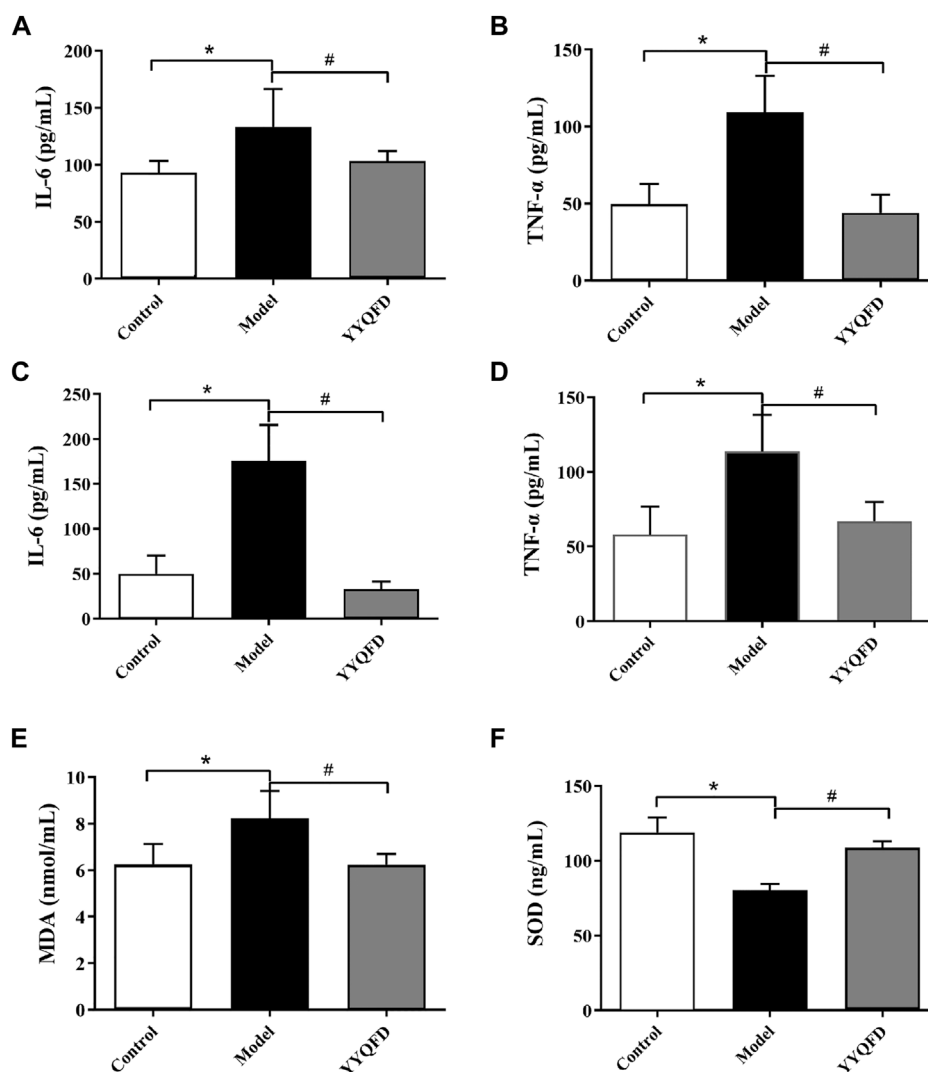 A
IL-6 (pg/mL)
200
150
100
50
0
*
#
Control
Model
YYQFD
B
TNF-α (pg/mL)
150
100
50
0
*
#
Control
Model
YYQFD
C
IL-6 (pg/mL)
250
200
150
100
50
0
*
#
Control
Model
YYQFD
D
TNF-α (pg/mL)
150
100
50
0
*
#
Control
Model
YYQFD
E
MDA (nmol/mL)
10
8
6
4
2
0
*
#
Control
Model
YYQFD
F
SOD (ng/mL)
150
100
50
0
*
#
Control
Model
YYQFD